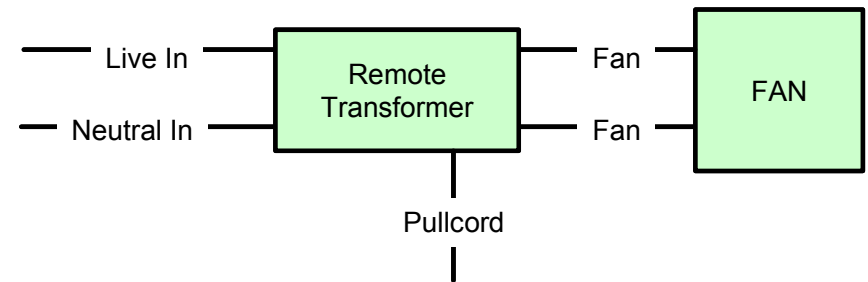 Live In
Remote
Transformer
Fan
FAN
Neutral In
Fan
Pullcord